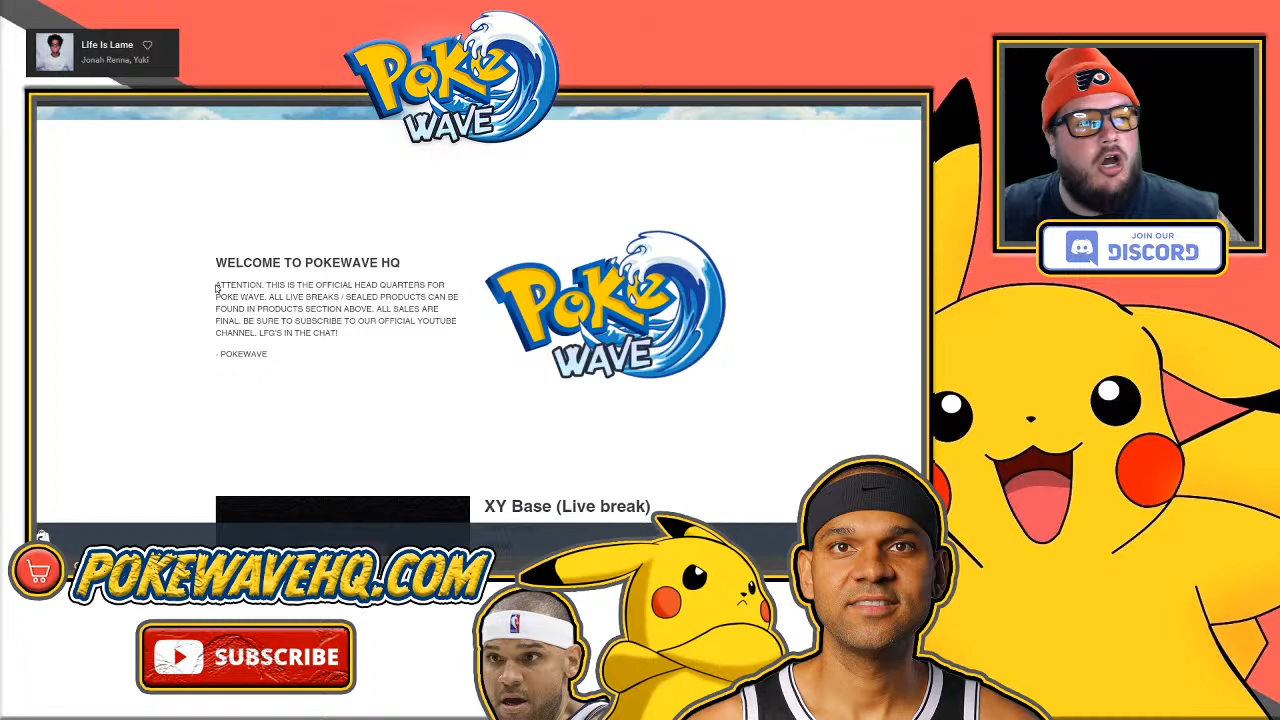 Life Is Lame
Jonah Renna, Yuki
Poke
WAVE
JOIN OUR
DISCORD
WELCOME TO POKEWAVE HQ
ATTENTION. THIS IS THE OFFICIAL HEAD QUARTERS FOR
POKE WAVE. ALL LIVE BREAKS / SEALED PRODUCTS CAN BE
FOUND IN PRODUCTS SECTION ABOVE. ALL SALES ARE
FINAL. BE SURE TO SUBSCRIBE TO OUR OFFICIAL YOUTUBE
CHANNEL. LFG'S IN THE CHAT!
- POKEWAVE
Poke
WAVE
XY Base (Live break)
POKEWAVEHQ.COM
SUBSCRIBE